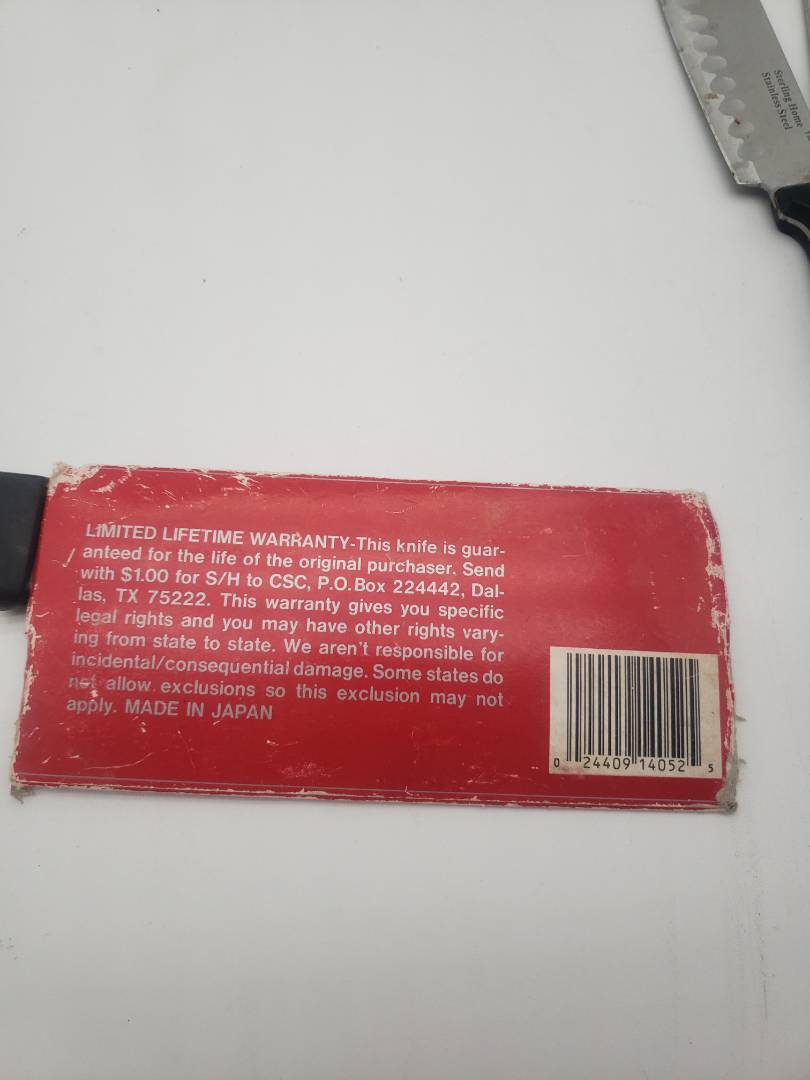 Sterling Home
Stainless Steel
LIMITED LIFETIME WARRANTY-This knife is guar-
anteed for the life of the original purchaser. Send
with $1.00 for S/H to CSC, P.O.Box 224442, Dal-
las, TX 75222. This warranty gives you specific
legal rights and you may have other rights vary-
ing from state to state. We aren't responsible for
incidental/consequential damage. Some states do
not allow exclusions so this exclusion may not
apply. MADE IN JAPAN
0 24409 14052 5